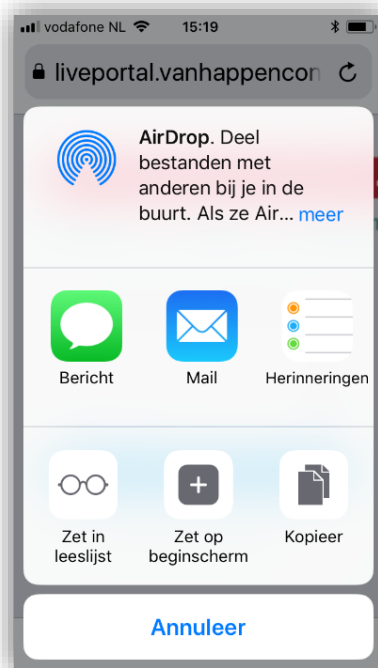 vodafone NL 15:19
liveportal.vanhappencon
AirDrop. Deel
bestanden met
anderen bij je in de
buurt. Als ze Air... meer
Bericht Mail Herinneringen
Zet in Zet op Kopieer
leeslijst beginscherm
Annuleer